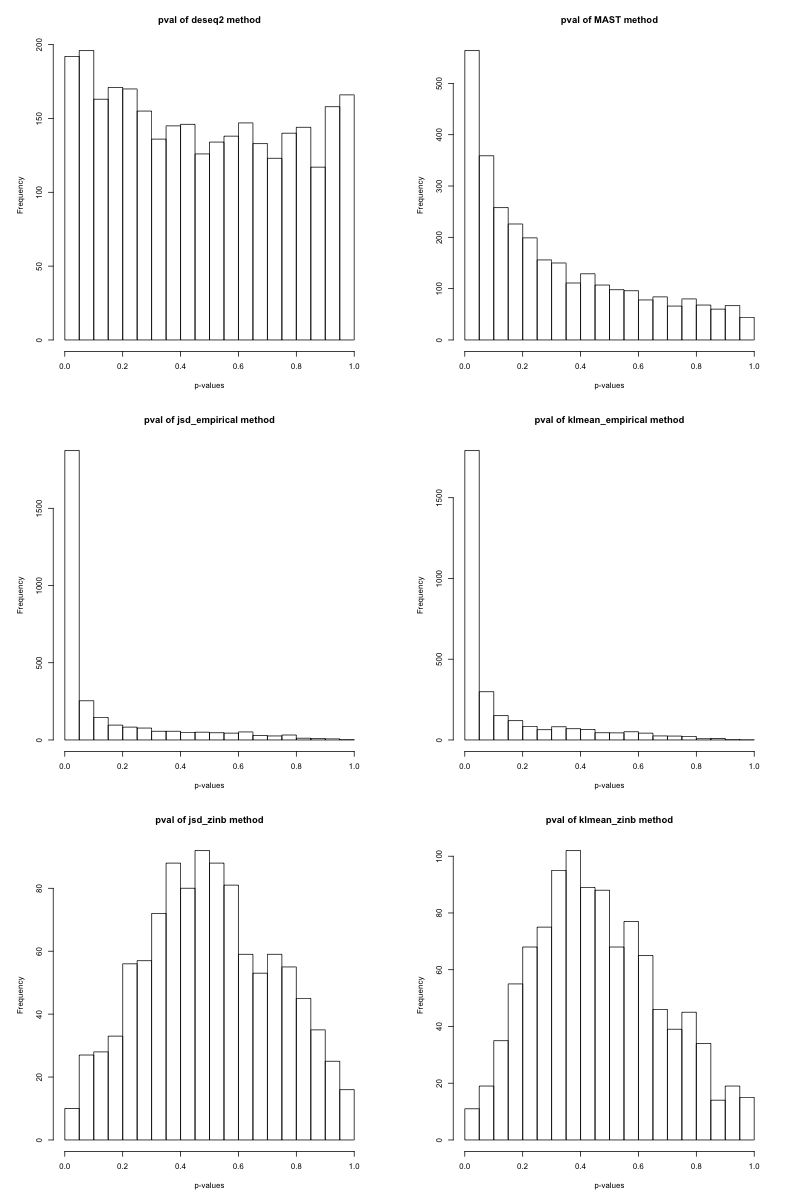 pval of deseq2 method
Frequency
0 50 100 150 200
0.0 0.2 0.4 0.6 0.8 1.0
p-values
pval of MAST method
Frequency
0 100 200 300 400 500
0.0 0.2 0.4 0.6 0.8 1.0
p-values
pval of jsd_empirical method
Frequency
0 500 1000 1500
0.0 0.2 0.4 0.6 0.8 1.0
p-values
pval of klmean_empirical method
Frequency
0 500 1000 1500
0.0 0.2 0.4 0.6 0.8 1.0
p-values
pval of jsd_zinb method
Frequency
0 20 40 60 80
0.0 0.2 0.4 0.6 0.8 1.0
p-values
pval of klmean_zinb method
Frequency
0 20 40 60 80 100
0.0 0.2 0.4 0.6 0.8 1.0
p-values